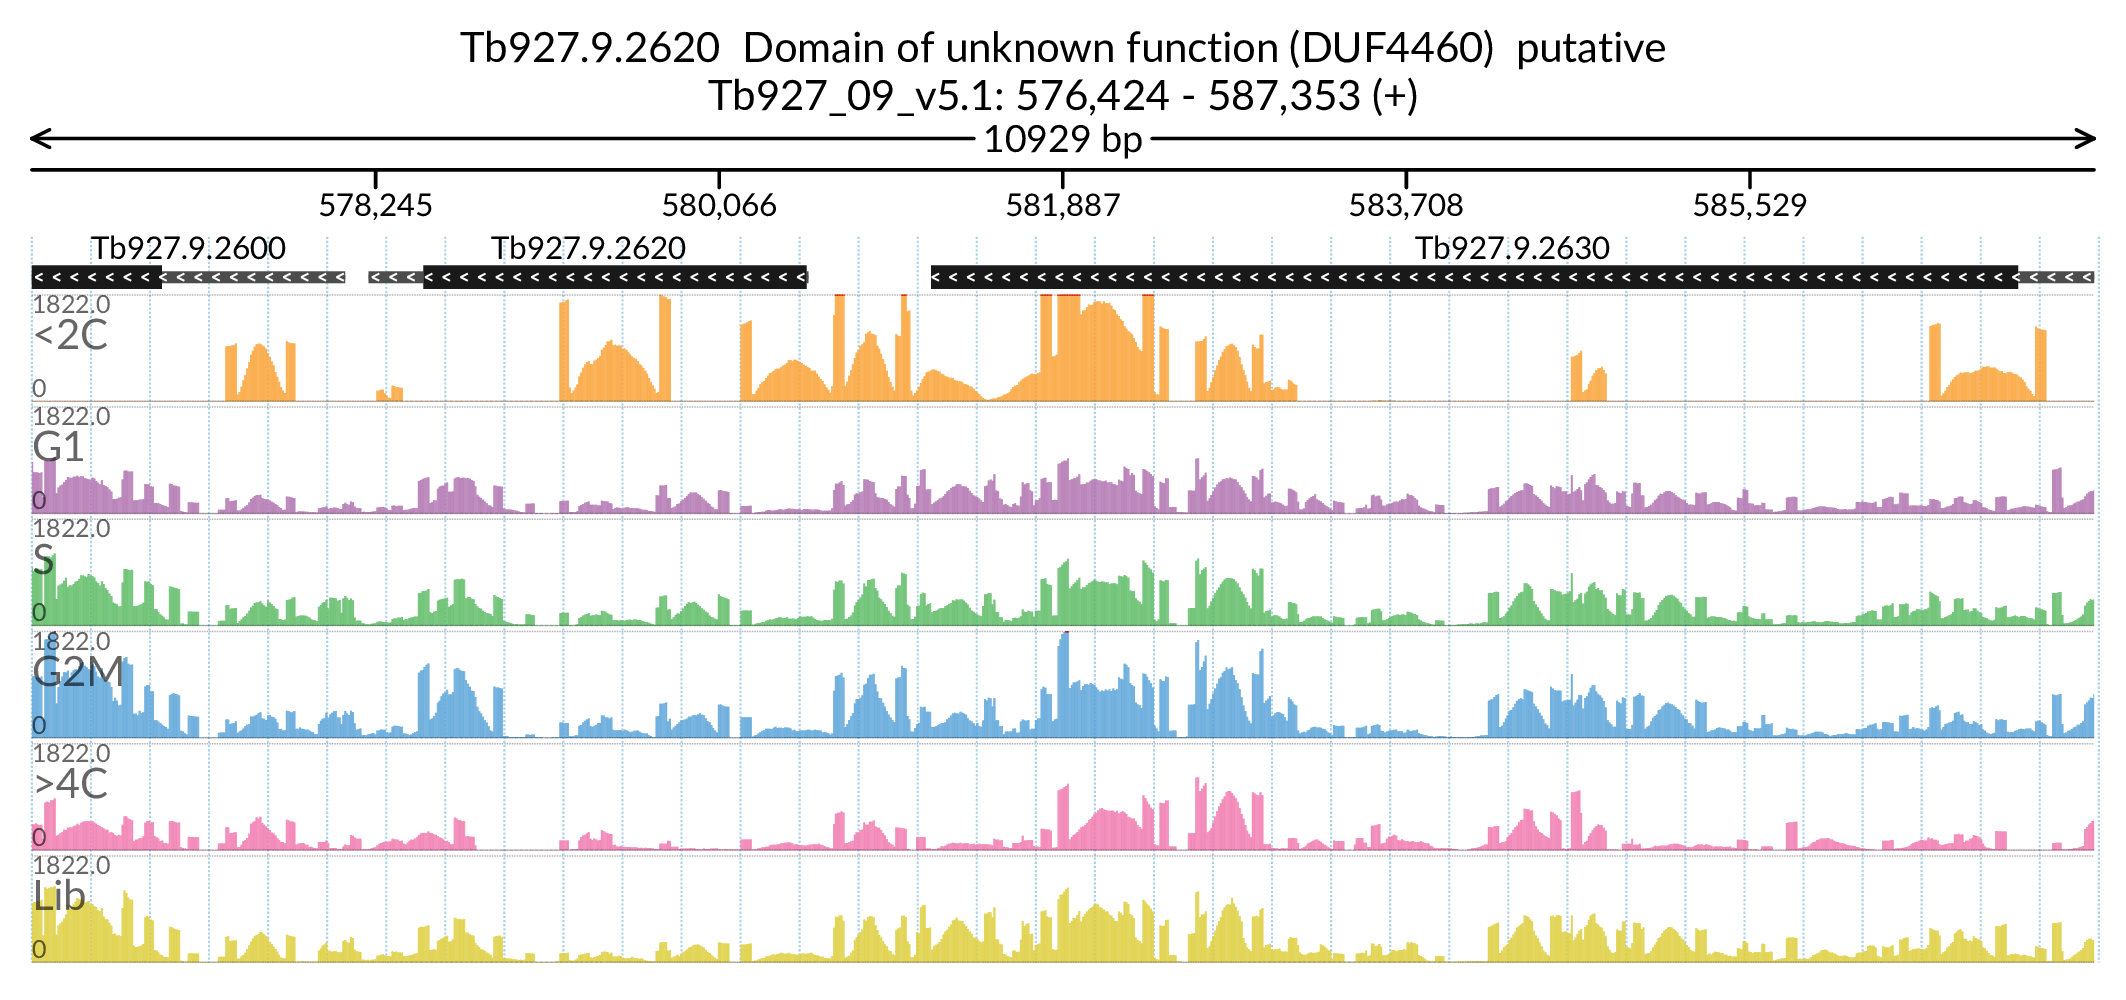 Tb927.9.2620  Domain of unknown function (DUF4460)  putative
Tb927_09_v5.1: 576,424 - 587,353 (+)
10929 bp
578,245 580,066 581,887 583,708 585,529
Tb927.9.2600 Tb927.9.2620 Tb927.9.2630
1822.0
<2C
0
1822.0
G1
0
1822.0
S
0
1822.0
G2M
0
1822.0
>4C
0
1822.0
Lib
0